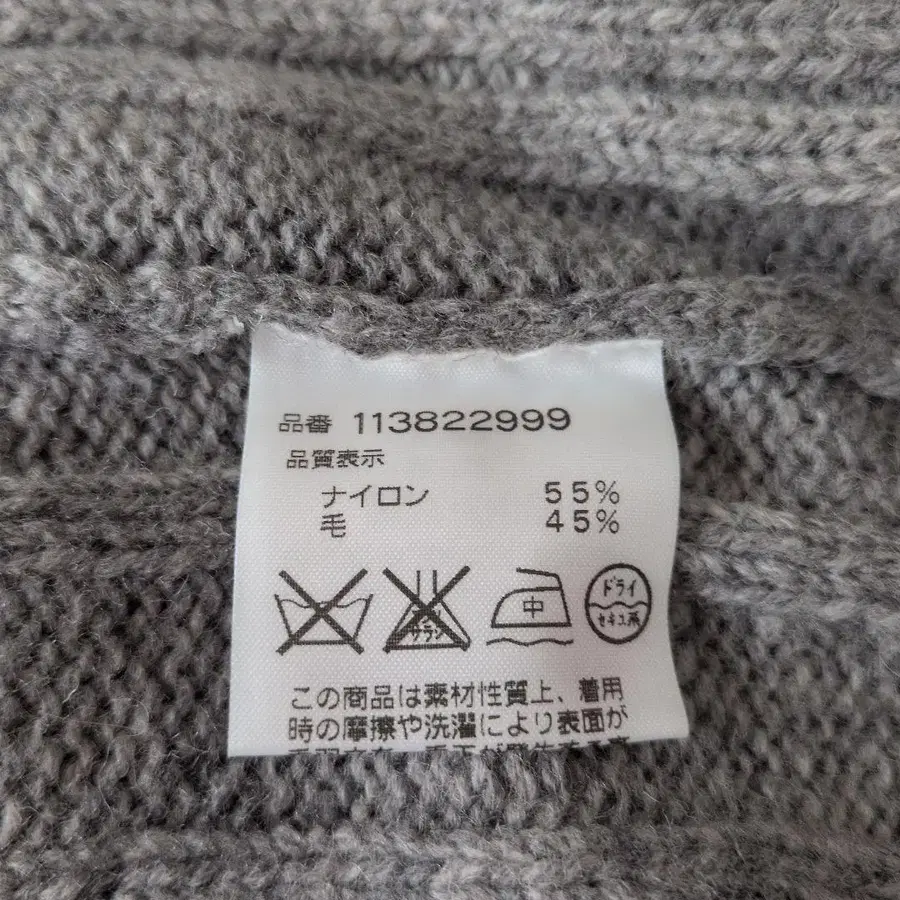 品番 113822999
品質表示
ナイロン 55%
毛 45%
中
ドライ
セキユ系
この商品は素材性質上、着用
時の摩擦や洗濯により表面が